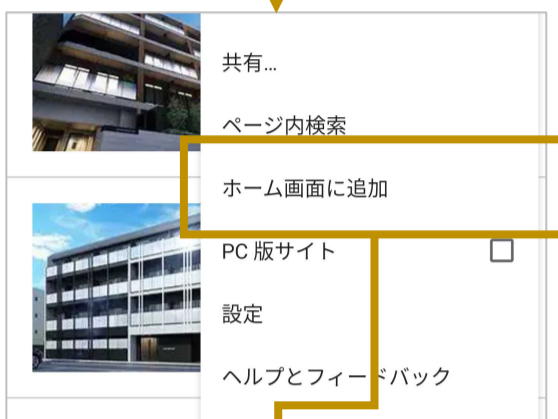 共有...
ページ内検索
ホーム画面に追加
PC 版サイト
設定
ヘルプとフィードバック